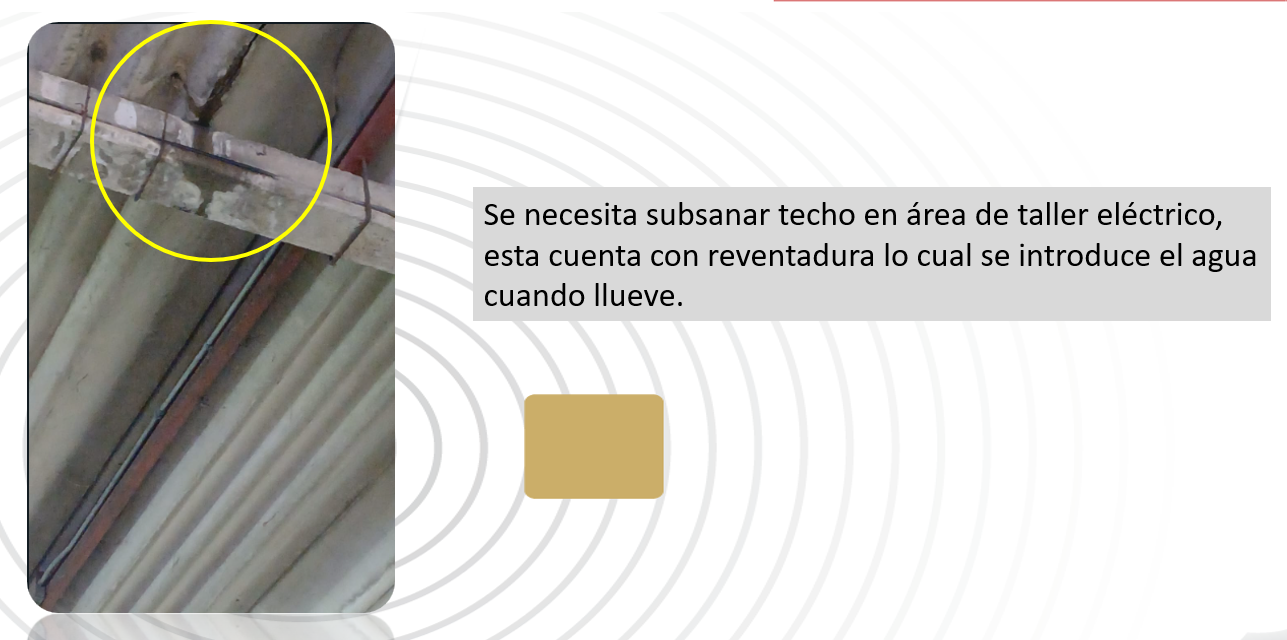 Se necesita subsanar techo en área de taller eléctrico,
esta cuenta con reventadura lo cual se introduce el agua
cuando llueve.